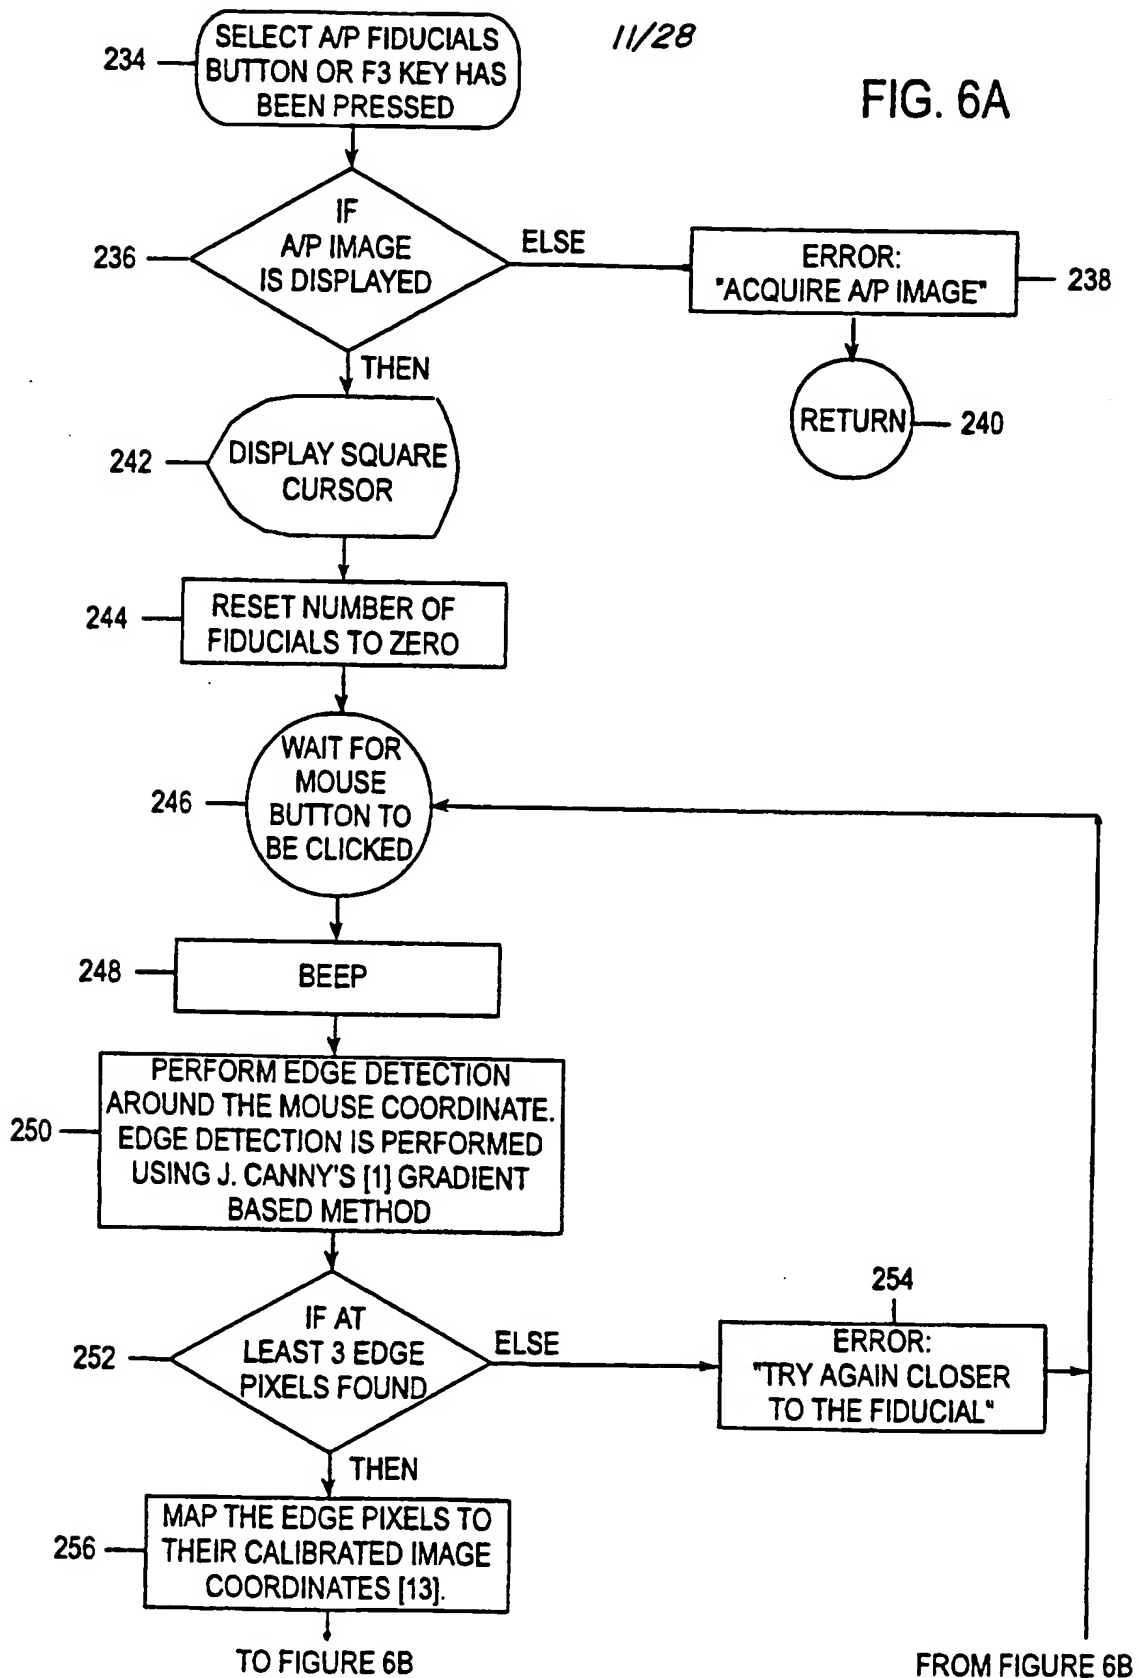 11/28
FIG. 6A
234
SELECT A/P FIDUCIALS
BUTTON OR F3 KEY HAS
BEEN PRESSED
236
IF
A/P IMAGE
IS DISPLAYED
ELSE
ERROR:
"ACQUIRE A/P IMAGE"
238
RETURN
240
THEN
242
DISPLAY SQUARE
CURSOR
244
RESET NUMBER OF
FIDUCIALS TO ZERO
246
WAIT FOR
MOUSE
BUTTON TO
BE CLICKED
248
BEEP
250
PERFORM EDGE DETECTION
AROUND THE MOUSE COORDINATE.
EDGE DETECTION IS PERFORMED
USING J. CANNY'S [1] GRADIENT
BASED METHOD
252
IF AT
LEAST 3 EDGE
PIXELS FOUND
ELSE
254
ERROR:
"TRY AGAIN CLOSER
TO THE FIDUCIAL"
THEN
256
MAP THE EDGE PIXELS TO
THEIR CALIBRATED IMAGE
COORDINATES [13].
TO FIGURE 6B
FROM FIGURE 6B